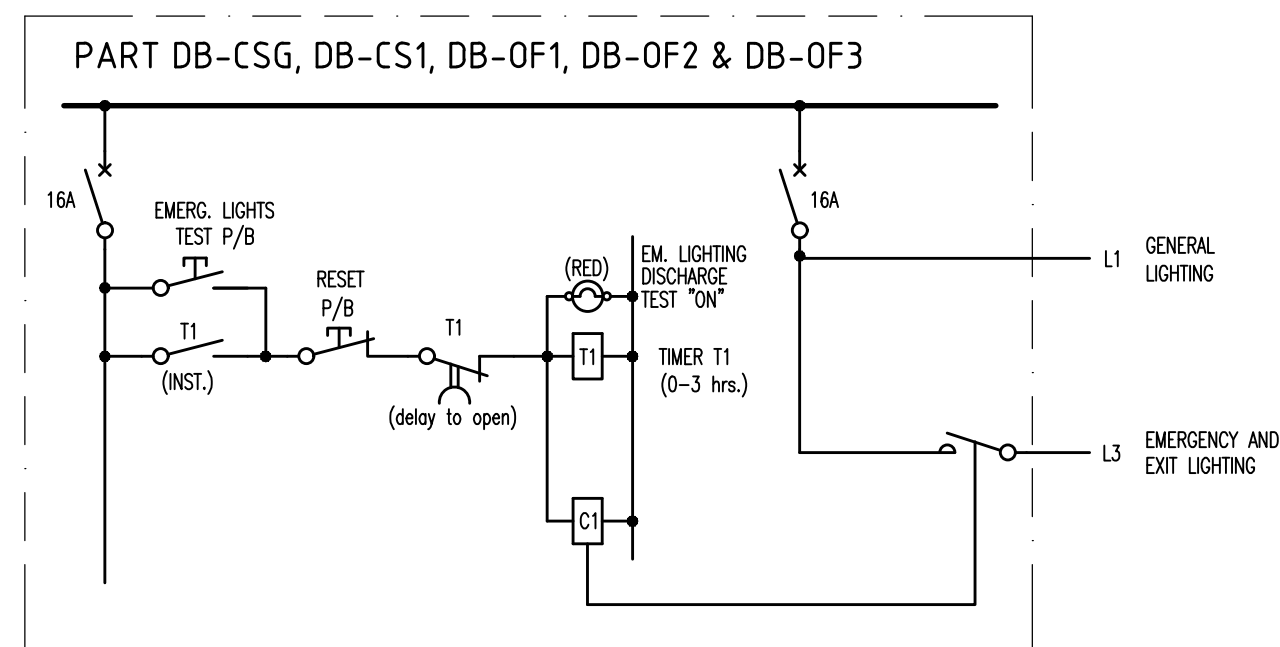 PART DB-CSG, DB-CS1, DB-OF1, DB-OF2 & DB-OF3
16A
EMERG. LIGHTS
TEST P/B
T1
(INST.)
RESET
P/B
T1
(delay to open)
(RED)
EM. LIGHTING
DISCHARGE
TEST "ON"
T1
TIMER T1
(0-3 hrs.)
C1
16A
L1
GENERAL
LIGHTING
L3
EMERGENCY AND
EXIT LIGHTING